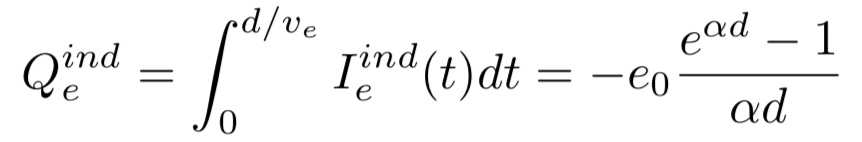 $Q_e^{ind} = \int_0^{d/v_e} I_e^{ind}(t)dt = -e_0 \frac{e^{\alpha d} - 1}{\alpha d}$